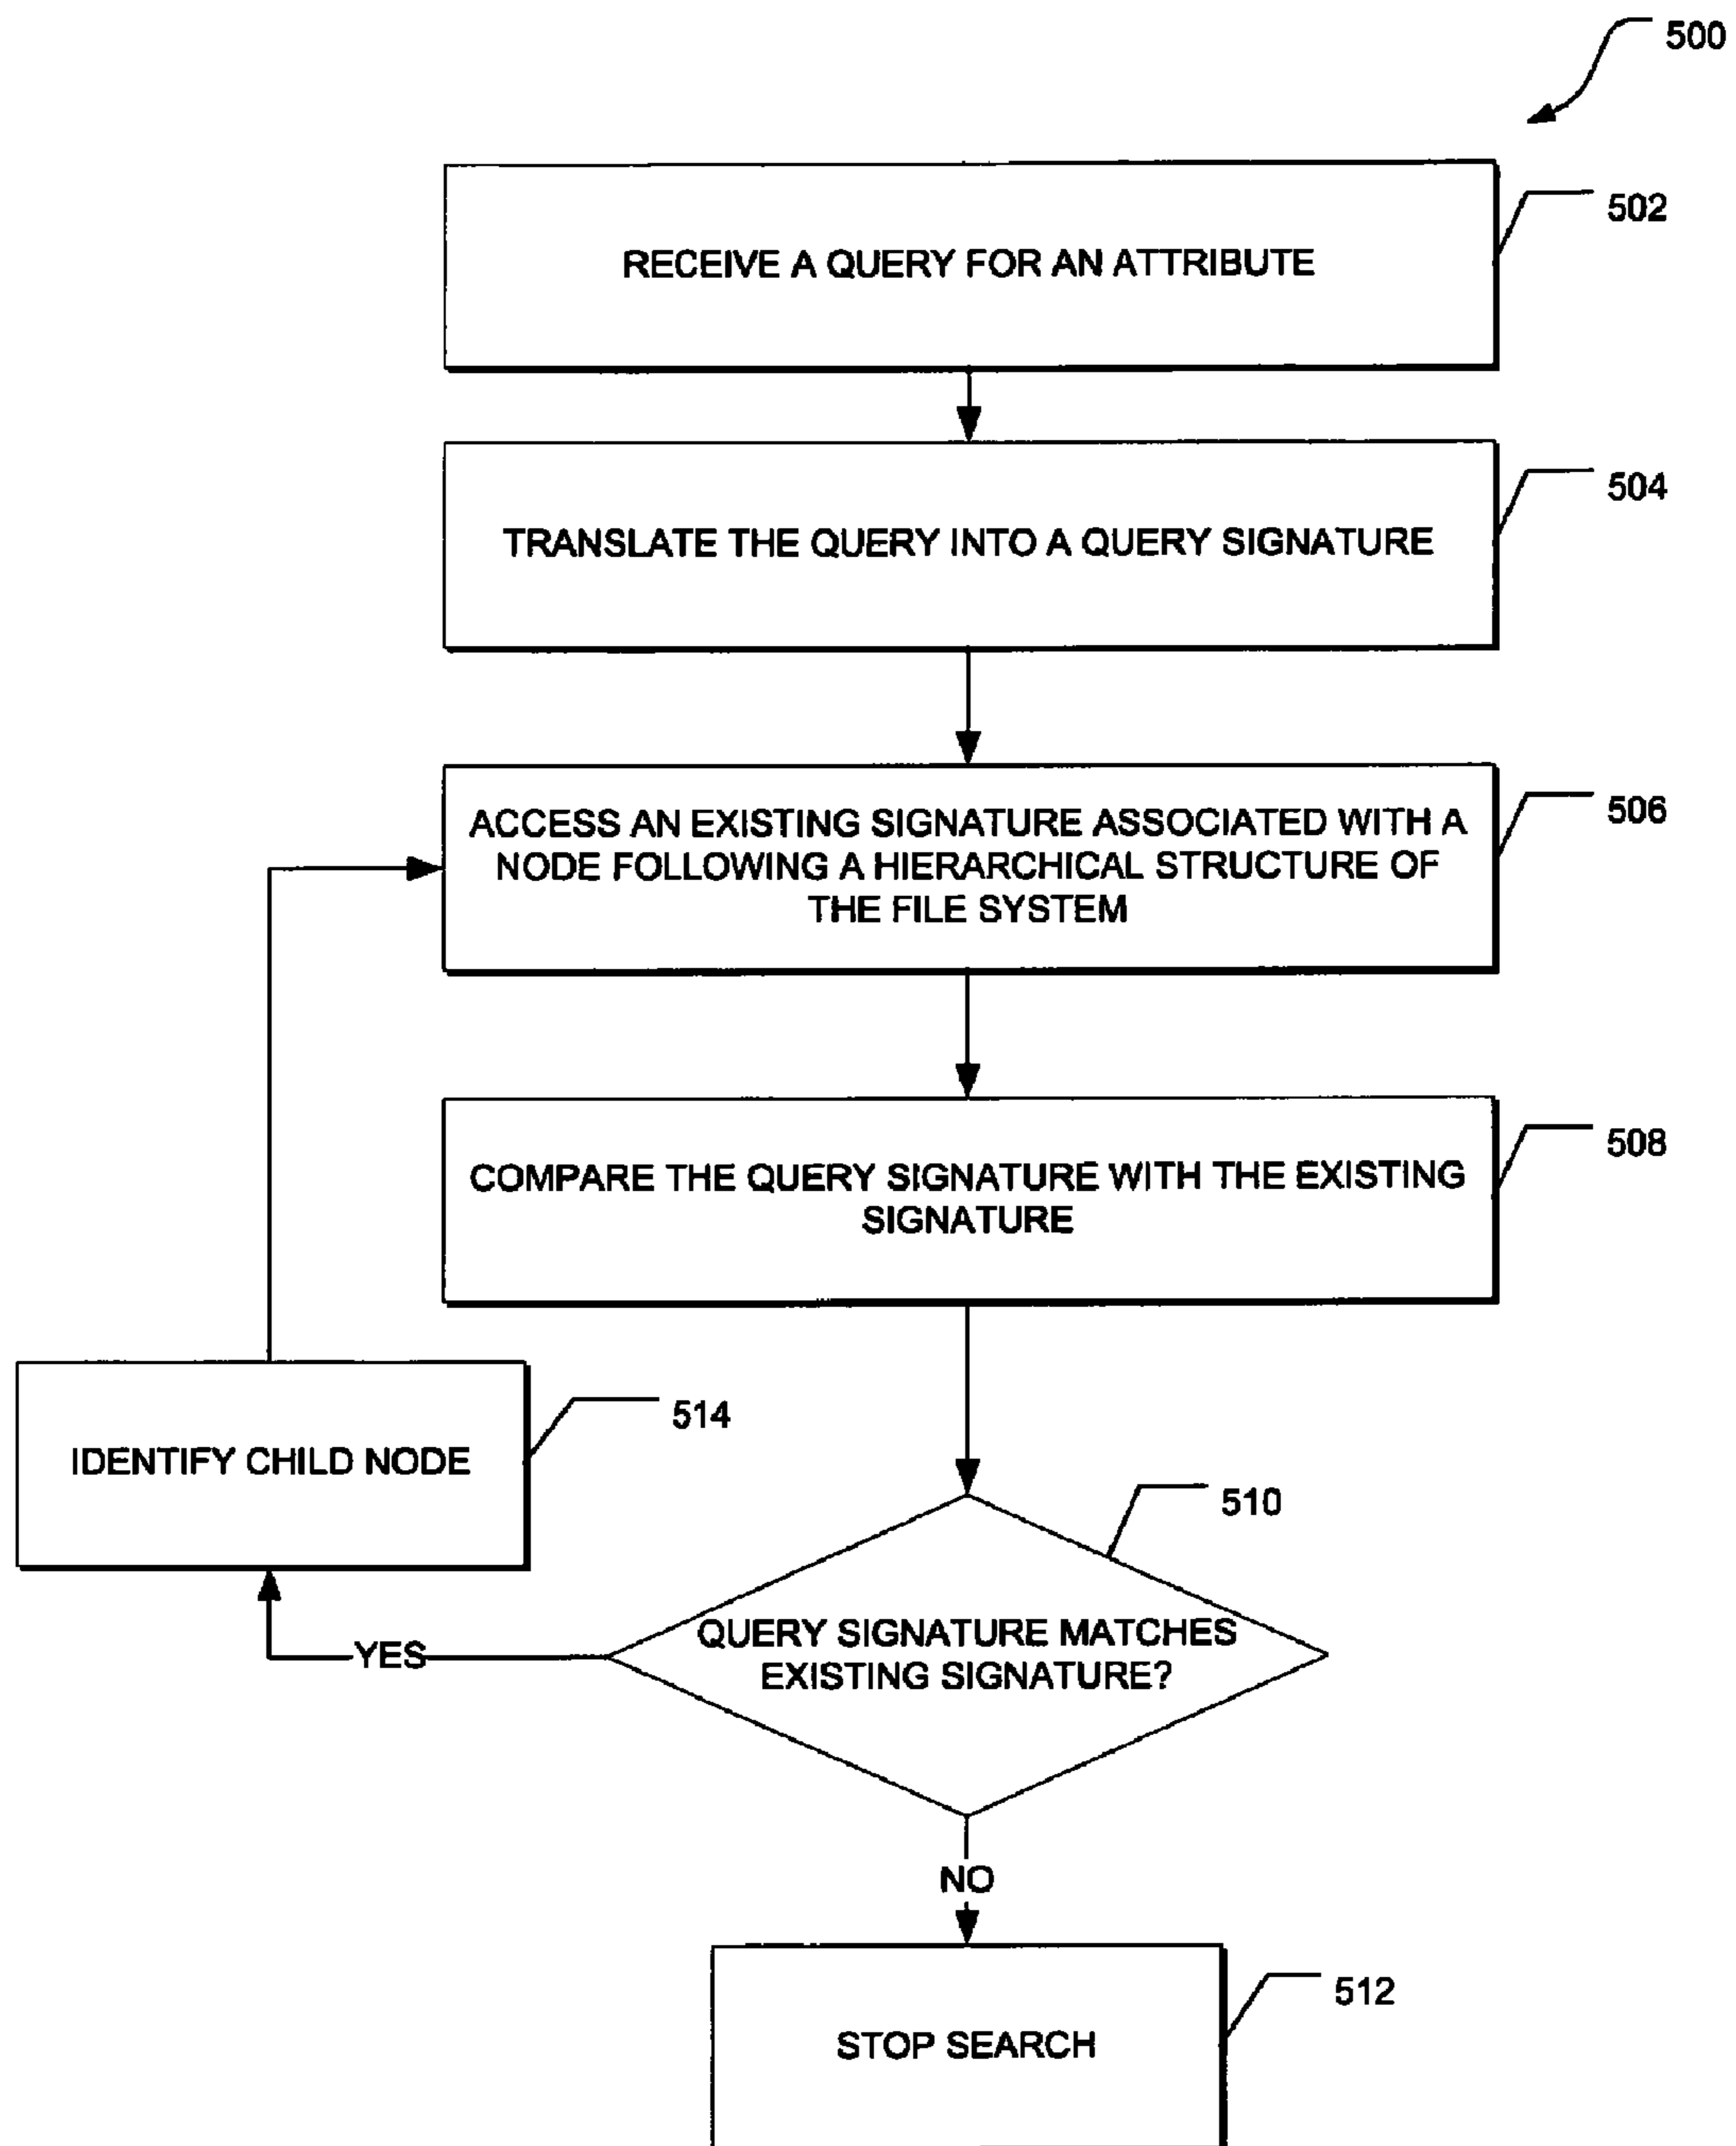 500
502
RECEIVE A QUERY FOR AN ATTRIBUTE
504
TRANSLATE THE QUERY INTO A QUERY SIGNATURE
506
ACCESS AN EXISTING SIGNATURE ASSOCIATED WITH A
NODE FOLLOWING A HIERARCHICAL STRUCTURE OF
THE FILE SYSTEM
508
COMPARE THE QUERY SIGNATURE WITH THE EXISTING
SIGNATURE
514
IDENTIFY CHILD NODE
510
QUERY SIGNATURE MATCHES
EXISTING SIGNATURE?
YES
NO
512
STOP SEARCH